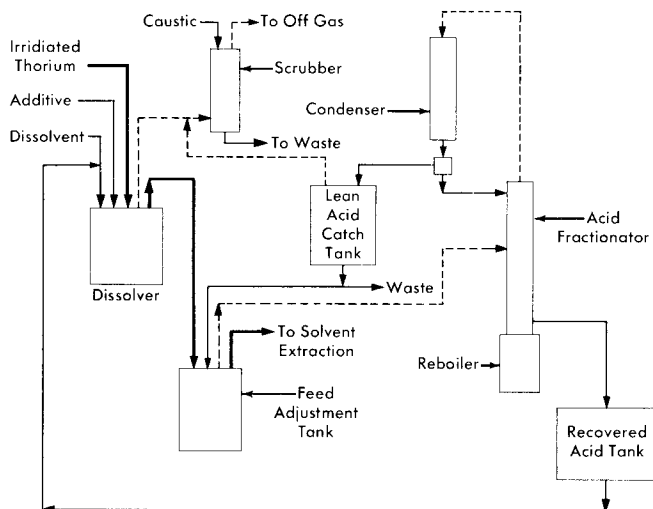 Caustic
To Off Gas
Irridiated
Thorium
Scrubber
Additive
Condenser
Dissolvent
To Waste
Lean
Acid
Catch
Tank
Acid
Fractionator
Dissolver
Waste
To Solvent
Extraction
Reboiler
Feed
Adjustment
Tank
Recovered
Acid Tank